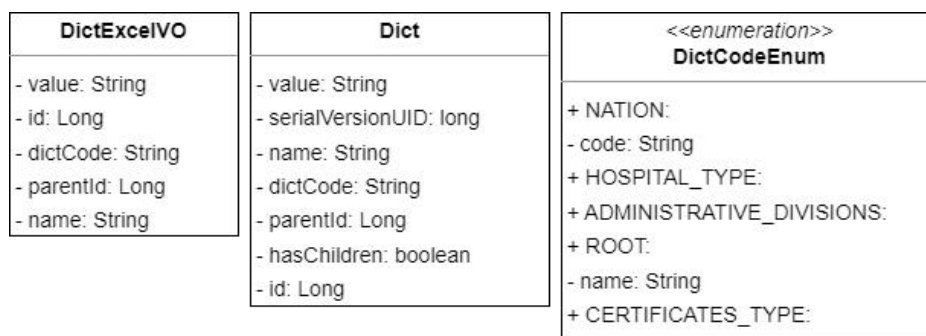 DictExcelVO
- value: String
- id: Long
- dictCode: String
- parentId: Long
- name: String
Dict
- value: String
- serialVersionUID: long
- name: String
- dictCode: String
- parentId: Long
- hasChildren: boolean
- id: Long
<<enumeration>>
DictCodeEnum
+ NATION:
- code: String
+ HOSPITAL_TYPE:
+ ADMINISTRATIVE_DIVISIONS:
+ ROOT:
- name: String
+ CERTIFICATES_TYPE: